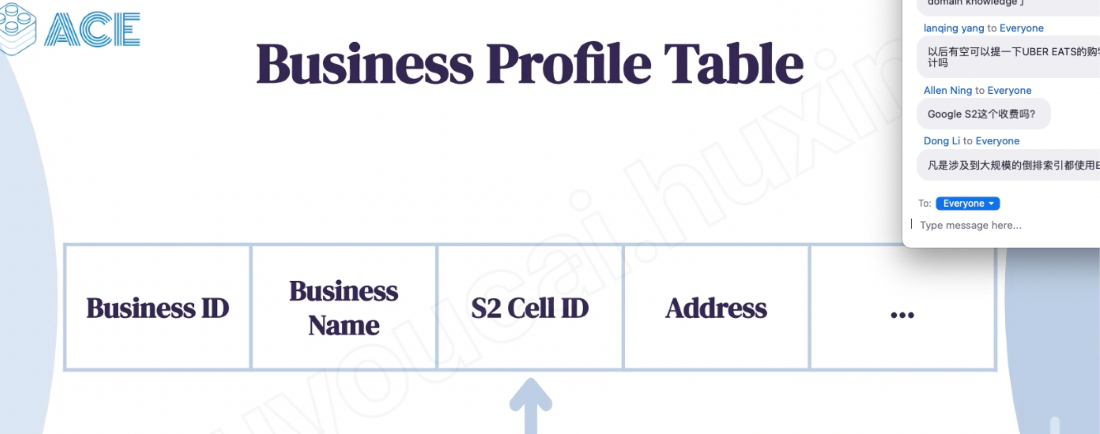 ACE
Business Profile Table
Business ID
Business
Name
S2 Cell ID
Address
...
domain knowledge」
lanqing yang to Everyone
以后有空可以提一下UBER EATS的购
计吗
Allen Ning to Everyone
Google S2这个收费吗?
Dong Li to Everyone
凡是涉及到大规模的倒排索引都使用E
To: Everyone
Type message here...
youcai.huxin